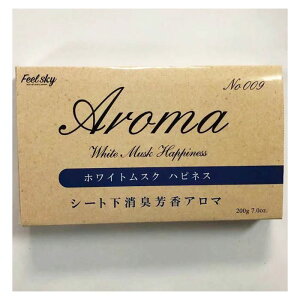 Feel sky
No.009
Aroma
White Musk Happiness
ホワイトムスク ハピネス
シート下消臭芳香アロマ
200g 7.0oz.